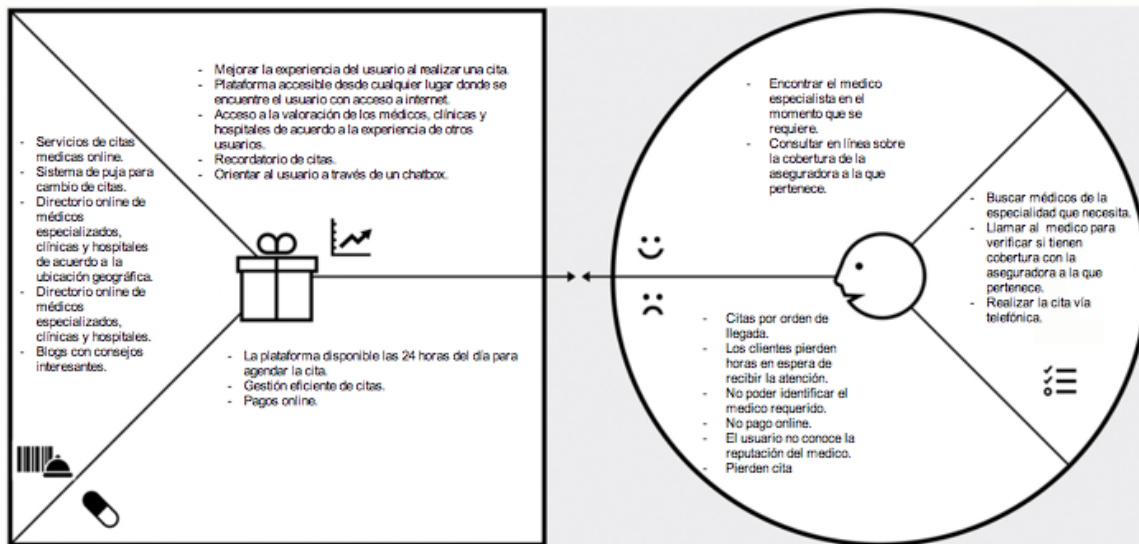 - Mejorar la experiencia del usuario al realizar una cita.
- Plataforma accesible desde cualquier lugar donde se
encuentre el usuario con acceso a internet.
- Acceso a la valoración de los médicos, clínicas y
hospitales de acuerdo a la experiencia de otros
usuarios.
- Recordatorio de citas.
- Orientar al usuario a través de un chatbox.
- Servicios de citas
medicas online.
- Sistema de puja para
cambio de citas.
- Directorio online de
médicos
especializados,
clínicas y hospitales
de acuerdo a la
ubicación geográfica.
- Directorio online de
médicos
especializados,
clínicas y hospitales.
- Blogs con consejos
interesantes.
- La plataforma disponible las 24 horas del día para
agendar la cita.
- Gestión eficiente de citas.
- Pagos online.
- Encontrar el medico
especialista en el
momento que se
requiere.
- Consultar en línea sobre
la cobertura de la
aseguradora a la que
pertenece.
- Buscar médicos de la
especialidad que necesita.
- Llamar al medico para
verificar si tienen
cobertura con la
aseguradora a la que
pertenece.
- Realizar la cita vía
telefónica.
- Citas por orden de
llegada.
- Los clientes pierden
horas en espera de
recibir la atención.
- No poder identificar el
medico requerido.
- No pago online.
- El usuario no conoce la
reputación del medico.
- Pierden cita